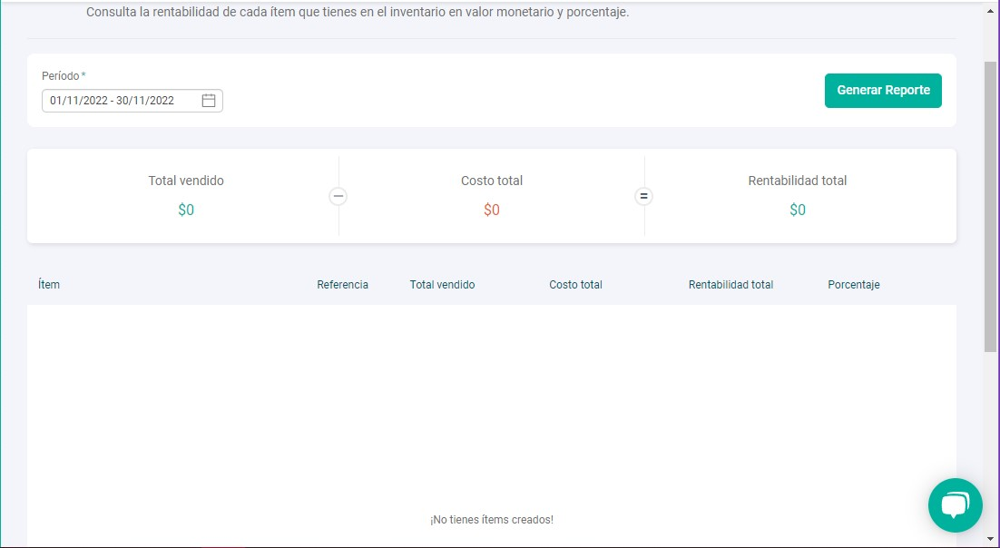 Consulta la rentabilidad de cada ítem que tienes en el inventario en valor monetario y porcentaje.
Período *
01/11/2022 - 30/11/2022
Generar Reporte
Total vendido
$0
−
Costo total
$0
=
Rentabilidad total
$0
Ítem Referencia Total vendido Costo total Rentabilidad total Porcentaje
¡No tienes ítems creados!